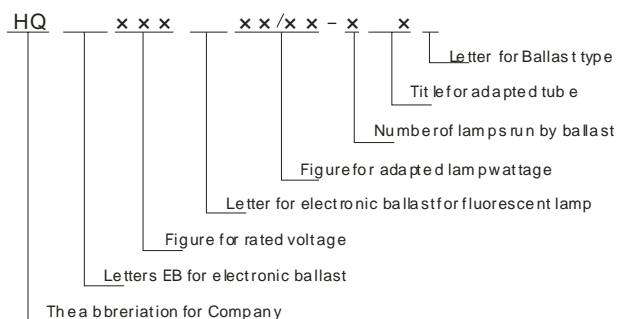 HQ ××× ××/××-× ×
Letter for Ballast type
Title for adapted tube
Number of lamps run by ballast
Figure for adapted lamp wattage
Letter for electronic ballast for fluorescent lamp
Figure for rated voltage
Letters EB for electronic ballast
The abbreriation for Company